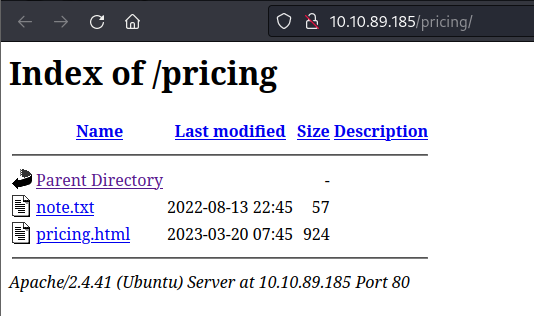 10.10.89.185/pricing/
Index of /pricing
Name Last modified Size Description
Parent Directory -
note.txt 2022-08-13 22:45 57
pricing.html 2023-03-20 07:45 924
Apache/2.4.41 (Ubuntu) Server at 10.10.89.185 Port 80